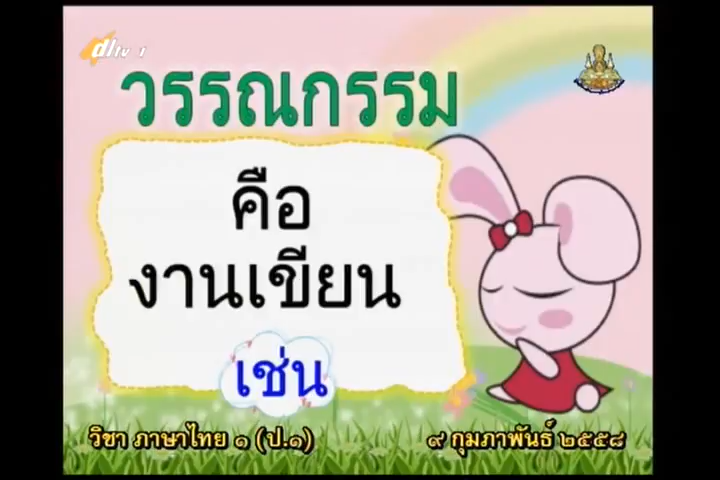 dltv 1
วรรณกรรม
คือ
งานเขียน
เช่น
วิชา ภาษาไทย ๑ (ป.๑)
๙ กุมภาพันธ์ ๒๕๕๘